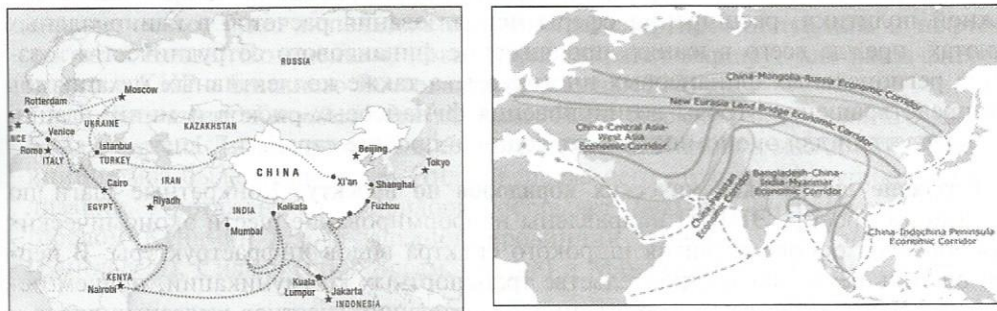 RUSSIA
Moscow
Rotterdam
UKRAINE
KAZAKHSTAN
NCE
Venice
Rome
ITALY
Istanbul
TURKEY
Beijing
Tokyo
CHINA
Xi'an
Shanghai
Fuzhou
Cairo
IRAN
EGYPT
Riyadh
INDIA
Kolkata
Mumbai
KENYA
Nairobi
Kuala
Lumpur
Jakarta
INDONESIA
China-Mongolia-Russia Economic Corridor
New Eurasia Land Bridge Economic Corridor
China-Central Asia-
West Asia
Economic Corridor
China-Pakistan
Economic Corridor
Bangladesh-China-
India-Myanmar
Economic Corridor
China-Indochina Peninsula
Economic Corridor